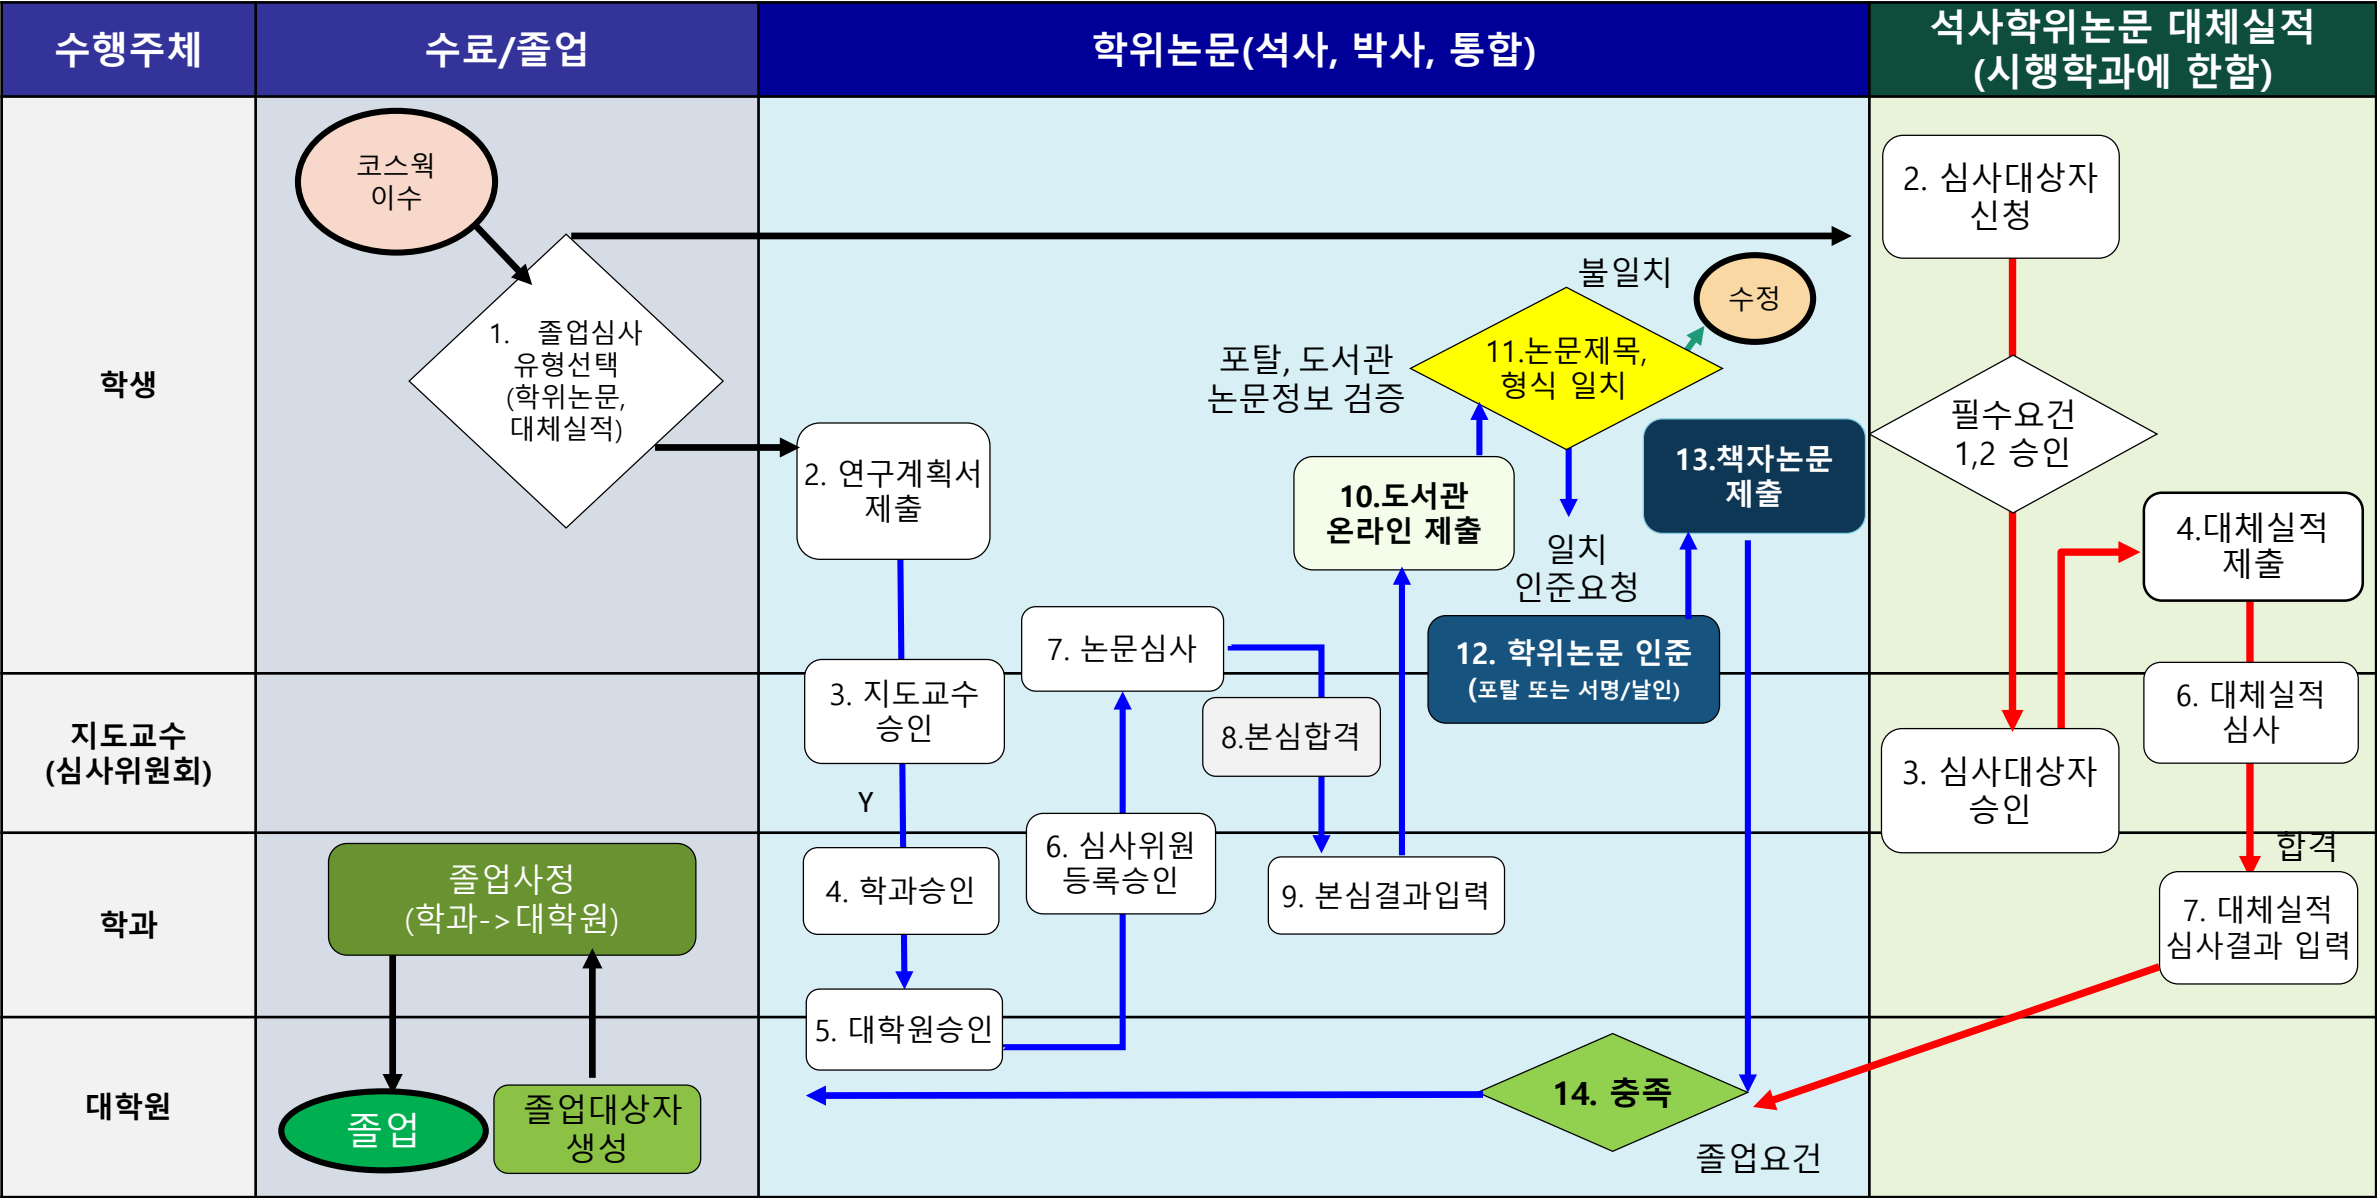 수행주체
수료/졸업
학위논문(석사, 박사, 통합)
석사학위논문 대체실적
(시행학과에 한함)
학생
코스웍
이수
1. 졸업심사
유형선택
(학위논문,
대체실적)
2. 연구계획서
제출
7. 논문심사
포탈, 도서관
논문정보 검증
10.도서관
온라인 제출
불일치
수정
11.논문제목,
형식 일치
일치
인준요청
13.책자논문
제출
12. 학위논문 인준
(포탈 또는 서명/날인)
2. 심사대상자
신청
필수요건
1,2 승인
4.대체실적
제출
지도교수
(심사위원회)
3. 지도교수
승인
Y
8.본심합격
3. 심사대상자
승인
6. 대체실적
심사
합격
학과
졸업사정
(학과->대학원)
4. 학과승인
6. 심사위원
등록승인
9. 본심결과입력
7. 대체실적
심사결과 입력
대학원
졸업
졸업대상자
생성
5. 대학원승인
14. 충족
졸업요건